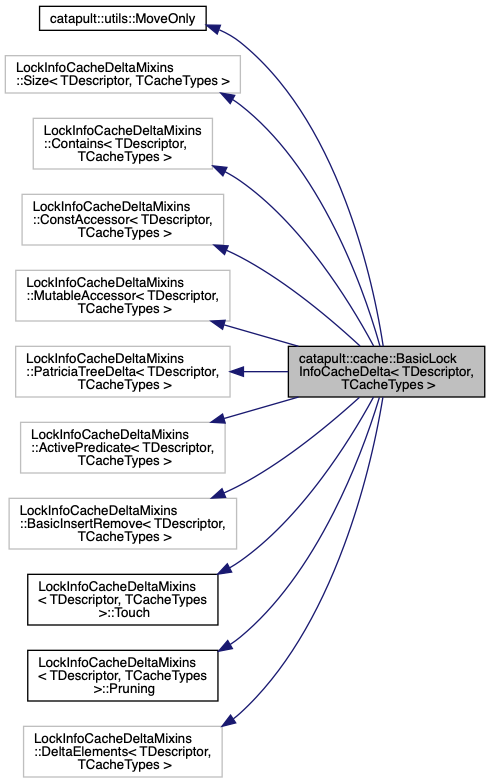 catapult::utils::MoveOnly
LockInfoCacheDeltaMixins
::Size< TDescriptor, TCacheTypes >
LockInfoCacheDeltaMixins
::Contains< TDescriptor,
TCacheTypes >
LockInfoCacheDeltaMixins
::ConstAccessor< TDescriptor,
TCacheTypes >
LockInfoCacheDeltaMixins
::MutableAccessor< TDescriptor,
TCacheTypes >
LockInfoCacheDeltaMixins
::PatriciaTreeDelta< TDescriptor,
TCacheTypes >
catapult::cache::BasicLock
InfoCacheDelta< TDescriptor,
TCacheTypes >
LockInfoCacheDeltaMixins
::ActivePredicate< TDescriptor,
TCacheTypes >
LockInfoCacheDeltaMixins
::BasicInsertRemove< TDescriptor,
TCacheTypes >
LockInfoCacheDeltaMixins
< TDescriptor, TCacheTypes
>::Touch
LockInfoCacheDeltaMixins
< TDescriptor, TCacheTypes
>::Pruning
LockInfoCacheDeltaMixins
::DeltaElements< TDescriptor,
TCacheTypes >